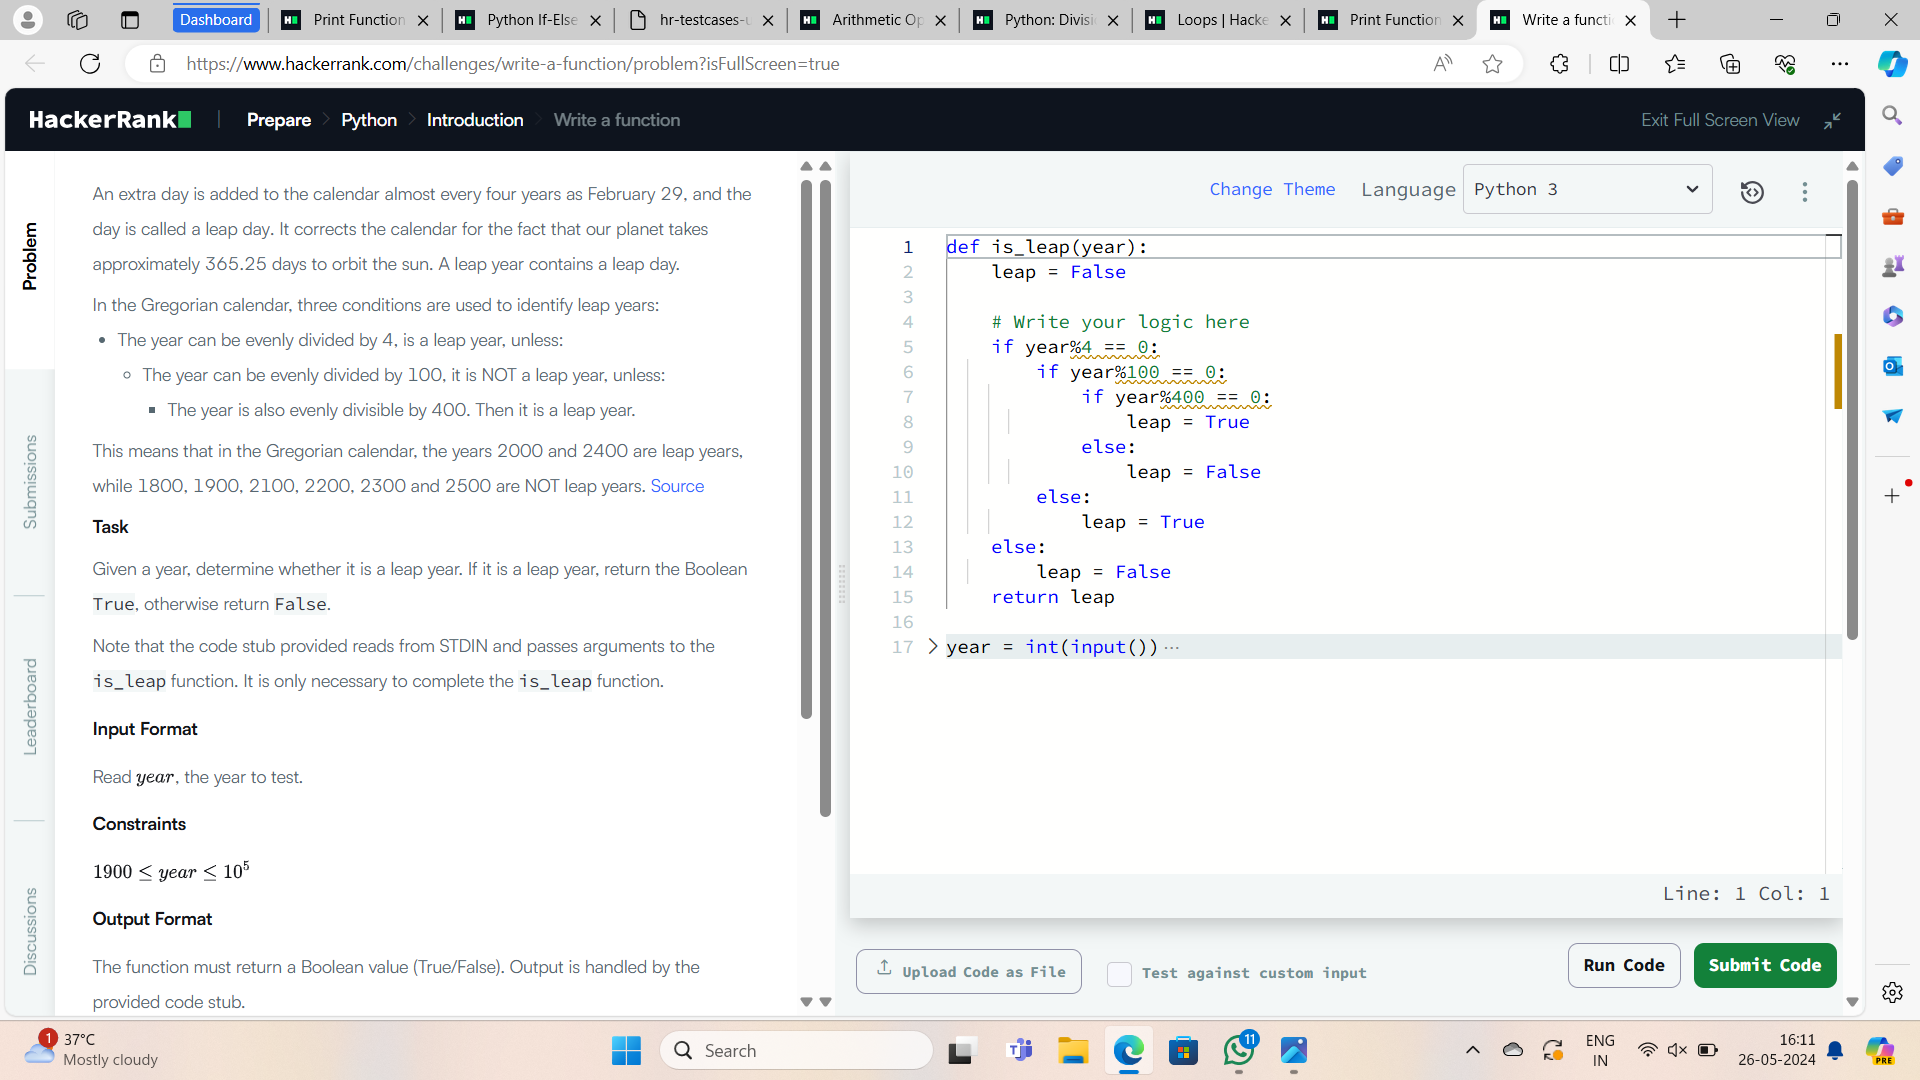 Dashboard
Print Function
Python If-Else
hr-testcases-u
Arithmetic Op
Python: Divisi
Loops | Hacke
Print Function
Write a functi
https://www.hackerrank.com/challenges/write-a-function/problem?isFullScreen=true
HackerRank
Prepare
Python
Introduction
Write a function
Exit Full Screen View
Problem
Submissions
Leaderboard
Discussions
An extra day is added to the calendar almost every four years as February 29, and the
day is called a leap day. It corrects the calendar for the fact that our planet takes
approximately 365.25 days to orbit the sun. A leap year contains a leap day.
In the Gregorian calendar, three conditions are used to identify leap years:
The year can be evenly divided by 4, is a leap year, unless:
The year can be evenly divided by 100, it is NOT a leap year, unless:
The year is also evenly divisible by 400. Then it is a leap year.
This means that in the Gregorian calendar, the years 2000 and 2400 are leap years,
while 1800, 1900, 2100, 2200, 2300 and 2500 are NOT leap years. Source
Task
Given a year, determine whether it is a leap year. If it is a leap year, return the Boolean
True, otherwise return False.
Note that the code stub provided reads from STDIN and passes arguments to the
is_leap function. It is only necessary to complete the is_leap function.
Input Format
Read year, the year to test.
Constraints
1900 ≤ year ≤ 10⁵
Output Format
The function must return a Boolean value (True/False). Output is handled by the
provided code stub.
Change Theme
Language
Python 3
1 def is_leap(year):
2     leap = False
3
4     # Write your logic here
5     if year%4 == 0:
6         if year%100 == 0:
7             if year%400 == 0:
8                 leap = True
9             else:
10                 leap = False
11         else:
12             leap = True
13     else:
14         leap = False
15     return leap
16
17 year = int(input()) ···
Line: 1 Col: 1
Upload Code as File
Test against custom input
Run Code
Submit Code
1
37°C
Mostly cloudy
Search
11
ENG
IN
16:11
26-05-2024
PRE